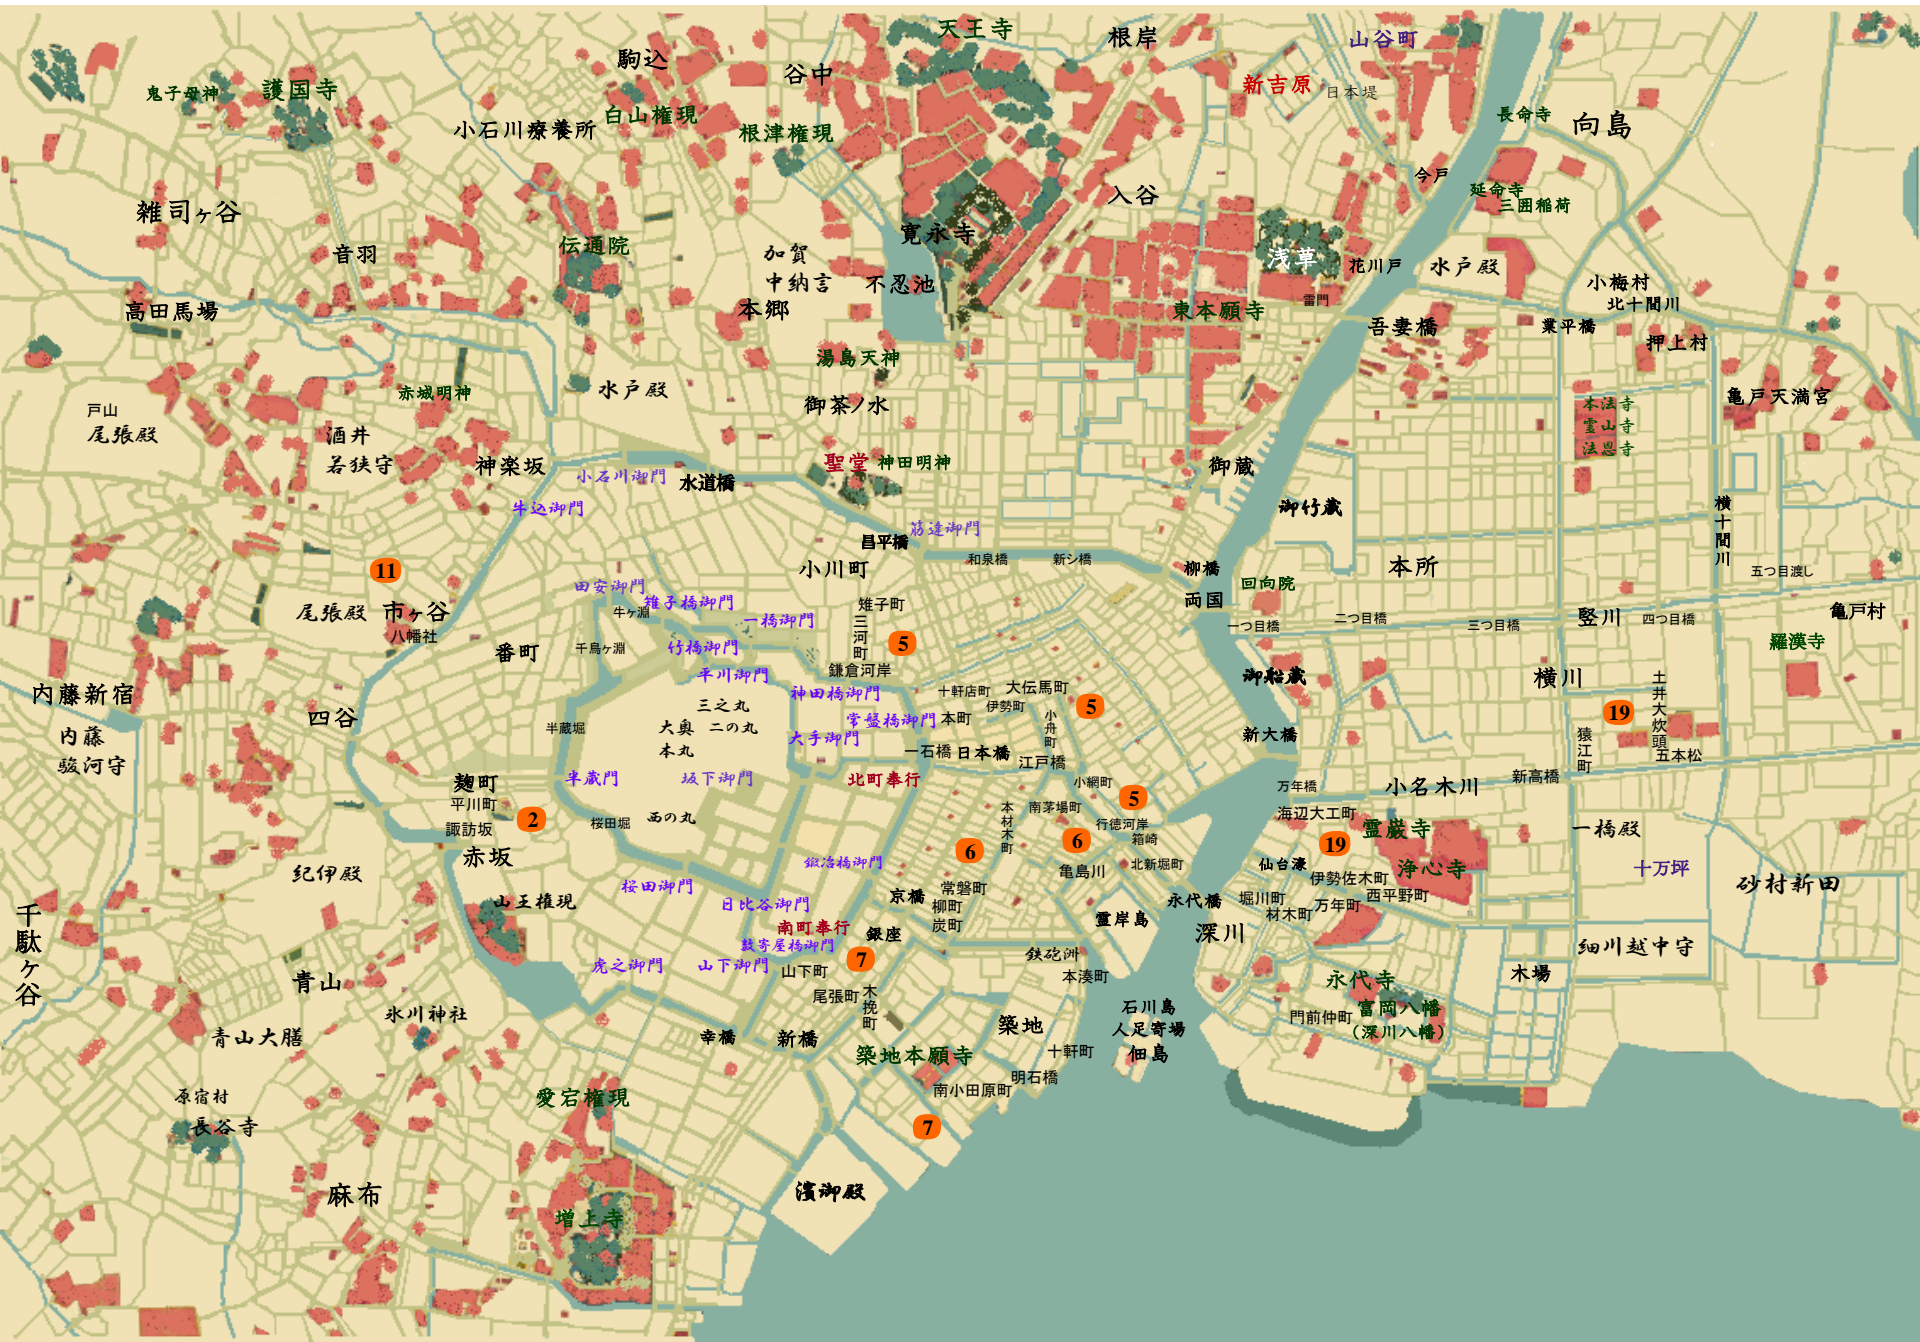 天王寺
根岸
山谷町
駒込
谷中
新吉原
日本堤
鬼子母神
護国寺
白山権現
小石川療養所
根津権現
長命寺
向島
今戸
延命寺
三囲稲荷
入谷
雑司ヶ谷
音羽
伝通院
寛永寺
加賀
中納言
不忍池
浅草
花川戸
水戸殿
小梅村
北十間川
高田馬場
本郷
東本願寺
雷門
吾妻橋
業平橋
押上村
湯島天神
赤城明神
水戸殿
御茶ノ水
戸山
尾張殿
酒井
若狭守
神楽坂
亀戸天満宮
本法寺
霊山寺
法恩寺
小石川御門
水道橋
聖堂
神田明神
御蔵
牛込御門
御竹蔵
横十間川
筋違御門
昌平橋
和泉橋
新シ橋
柳橋
小川町
本所
11
回向院
五つ目渡し
両国
田安御門
雉子橋御門
牛ヶ淵
一橋御門
雉子町
三河町
尾張殿
市ヶ谷
八幡社
一つ目橋
二つ目橋
三つ目橋
竪川
四つ目橋
亀戸村
羅漢寺
5
番町
千鳥ヶ淵
竹橋御門
平川御門
鎌倉河岸
御船蔵
横川
土井大炊頭
内藤新宿
神田橋御門
十軒店町
大伝馬町
伊勢町
5
内藤
駿河守
四谷
三之丸
大奥
二の丸
本丸
半蔵堀
常盤橋御門
本町
小舟町
大手御門
一石橋
日本橋
江戸橋
新大橋
19
猿江町
五本松
麹町
半蔵門
坂下御門
北町奉行
小網町
5
万年橋
小名木川
新高橋
平川町
諏訪坂
2
桜田堀
西の丸
本材木町
南茅場町
行徳河岸
箱崎
海辺大工町
霊巌寺
一橋殿
赤坂
6
6
19
紀伊殿
鍛冶橋御門
亀島川
北新堀町
仙台濠
伊勢佐木町
浄心寺
十万坪
砂村新田
桜田御門
日比谷御門
京橋
常磐町
柳町
炭町
永代橋
堀川町
材木町
万年町
西平野町
山王権現
千駄ヶ谷
南町奉行
銀座
霊岸島
深川
数寄屋橋御門
7
鉄砲洲
細川越中守
虎之御門
山下御門
山下町
本湊町
木場
永代寺
青山
尾張町
木挽町
石川島
人足寄場
佃島
富岡八幡
（深川八幡）
門前仲町
氷川神社
青山大膳
幸橋
新橋
築地
築地本願寺
十軒町
明石橋
南小田原町
原宿村
長谷寺
愛宕権現
7
麻布
濱御殿
増上寺